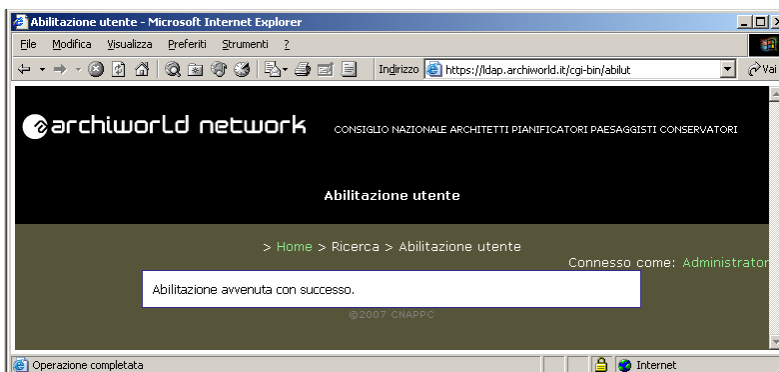 Abilitazione utente - Microsoft Internet Explorer
File Modifica Visualizza Preferiti Strumenti ?
Indirizzo https://ldap.archiworld.it/cgi-bin/abilut Vai
archiworld network CONSIGLIO NAZIONALE ARCHITETTI PIANIFICATORI PAESAGGISTI CONSERVATORI
Abilitazione utente
> Home > Ricerca > Abilitazione utente
Connesso come: Administrator
Abilitazione avvenuta con successo.
©2007 CNAPPC
Operazione completata Internet